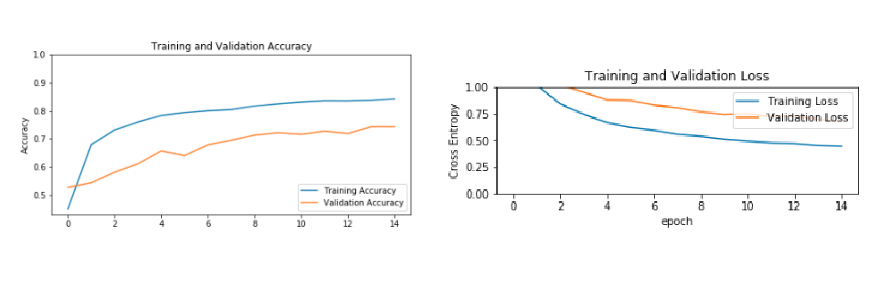 Training and Validation Accuracy
1.0
0.9
0.8
0.7
0.6
0.5
Accuracy
0 2 4 6 8 10 12 14
Training Accuracy
Validation Accuracy
Training and Validation Loss
1.00
0.75
0.50
0.25
0.00
Cross Entropy
0 2 4 6 8 10 12 14
epoch
Training Loss
Validation Loss